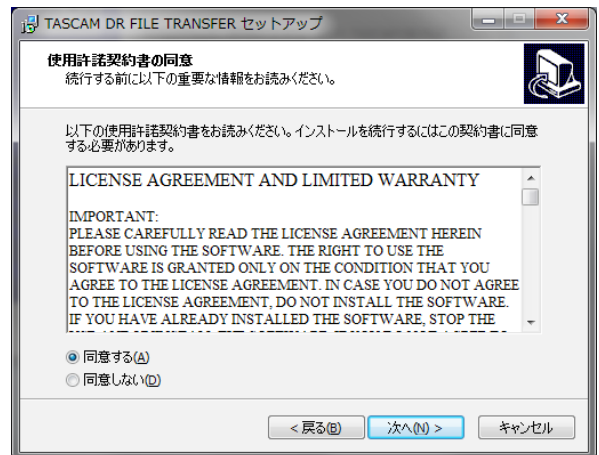 TASCAM DR FILE TRANSFER セットアップ
使用許諾契約書の同意
続行する前に以下の重要な情報をお読みください。
以下の使用許諾契約書をお読みください。インストールを続行するにはこの契約書に同意
する必要があります。
LICENSE AGREEMENT AND LIMITED WARRANTY
IMPORTANT:
PLEASE CAREFULLY READ THE LICENSE AGREEMENT HEREIN
BEFORE USING THE SOFTWARE. THE RIGHT TO USE THE
SOFTWARE IS GRANTED ONLY ON THE CONDITION THAT YOU
AGREE TO THE LICENSE AGREEMENT. IN CASE YOU DO NOT AGREE
TO THE LICENSE AGREEMENT, DO NOT INSTALL THE SOFTWARE.
IF YOU HAVE ALREADY INSTALLED THE SOFTWARE, STOP THE
同意する(A)
同意しない(D)
< 戻る(B)
次へ(N) >
キャンセル